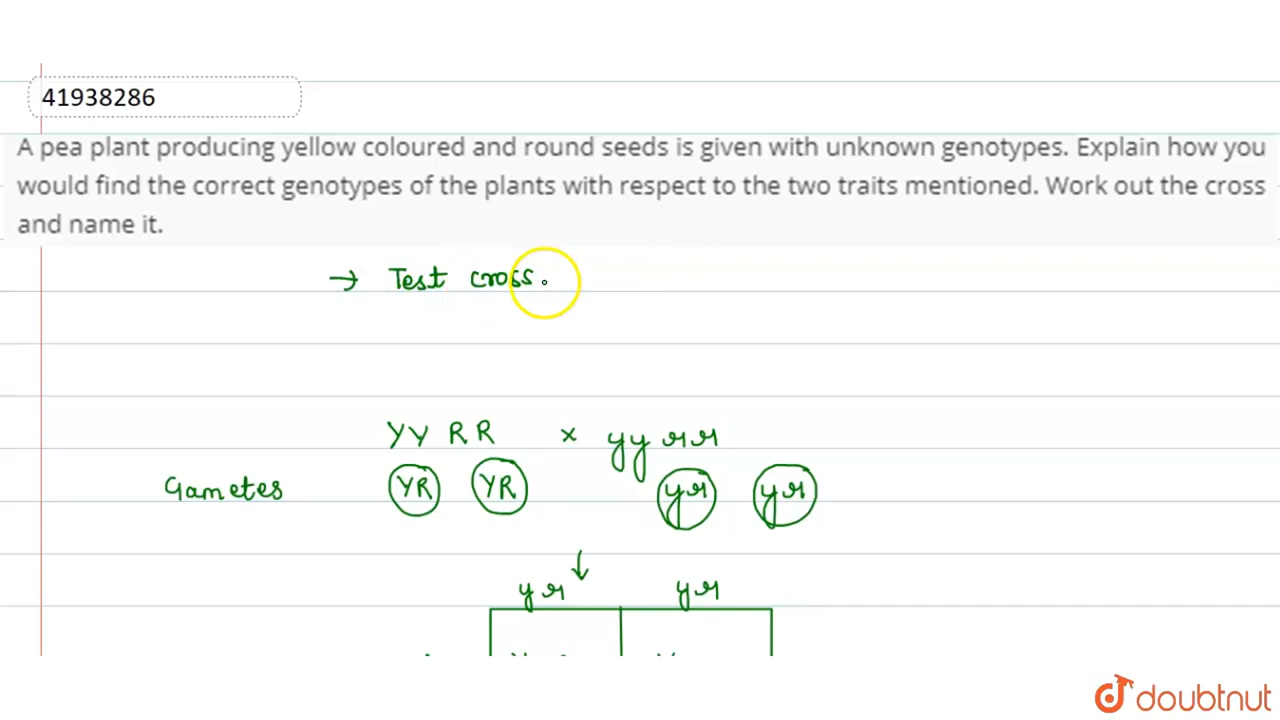 41938286
A pea plant producing yellow coloured and round seeds is given with unknown genotypes. Explain how you
would find the correct genotypes of the plants with respect to the two traits mentioned. Work out the cross
and name it.
→ Test cross.
YY RR × yy rr
Gametes YR YR yr yr
↓
yr yr
doubtnut